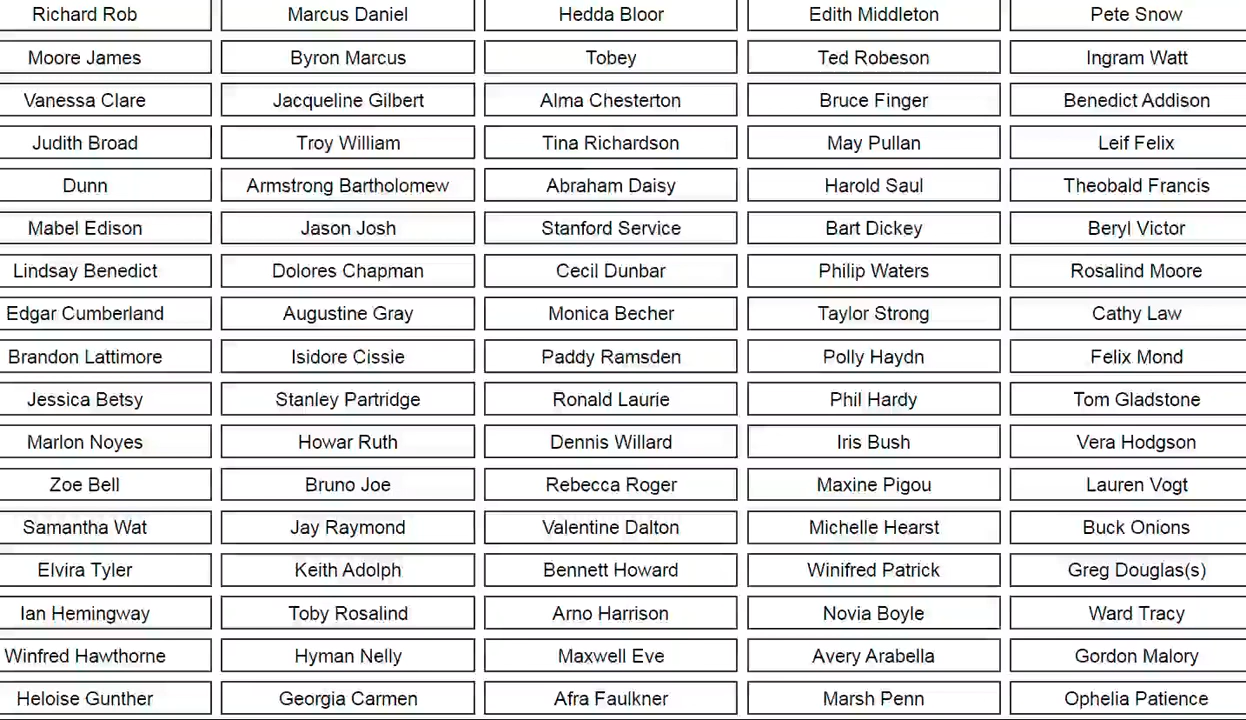 Richard Rob Marcus Daniel Hedda Bloor Edith Middleton Pete Snow
Moore James Byron Marcus Tobey Ted Robeson Ingram Watt
Vanessa Clare Jacqueline Gilbert Alma Chesterton Bruce Finger Benedict Addison
Judith Broad Troy William Tina Richardson May Pullan Leif Felix
Dunn Armstrong Bartholomew Abraham Daisy Harold Saul Theobald Francis
Mabel Edison Jason Josh Stanford Service Bart Dickey Beryl Victor
Lindsay Benedict Dolores Chapman Cecil Dunbar Philip Waters Rosalind Moore
Edgar Cumberland Augustine Gray Monica Becher Taylor Strong Cathy Law
Brandon Lattimore Isidore Cissie Paddy Ramsden Polly Haydn Felix Mond
Jessica Betsy Stanley Partridge Ronald Laurie Phil Hardy Tom Gladstone
Marlon Noyes Howar Ruth Dennis Willard Iris Bush Vera Hodgson
Zoe Bell Bruno Joe Rebecca Roger Maxine Pigou Lauren Vogt
Samantha Wat Jay Raymond Valentine Dalton Michelle Hearst Buck Onions
Elvira Tyler Keith Adolph Bennett Howard Winifred Patrick Greg Douglas(s)
Ian Hemingway Toby Rosalind Arno Harrison Novia Boyle Ward Tracy
Winfred Hawthorne Hyman Nelly Maxwell Eve Avery Arabella Gordon Malory
Heloise Gunther Georgia Carmen Afra Faulkner Marsh Penn Ophelia Patience